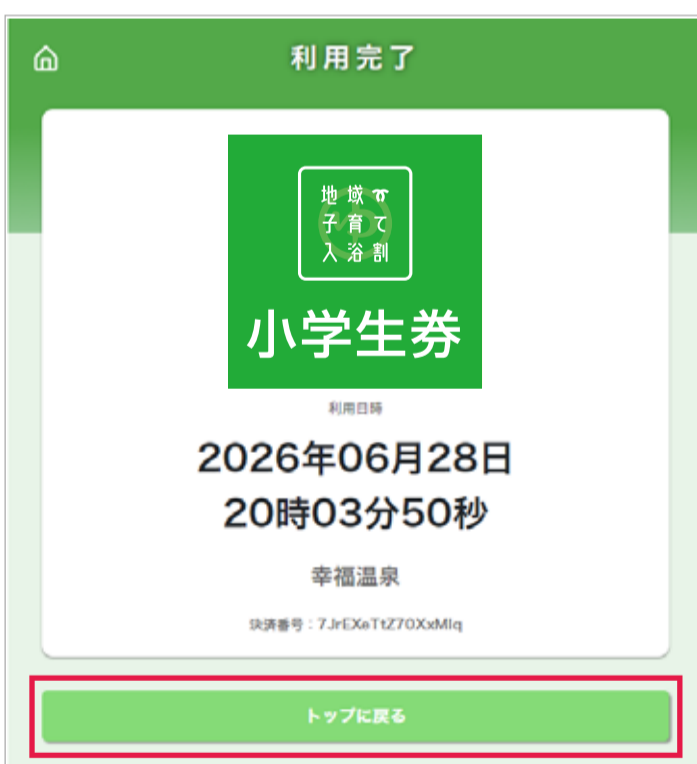 利用完了
地域で
子育て
入浴割
小学生券
利用日時
2026年06月28日
20時03分50秒
幸福温泉
決済番号：7JrEXeTtZ7OXxMIq
トップに戻る